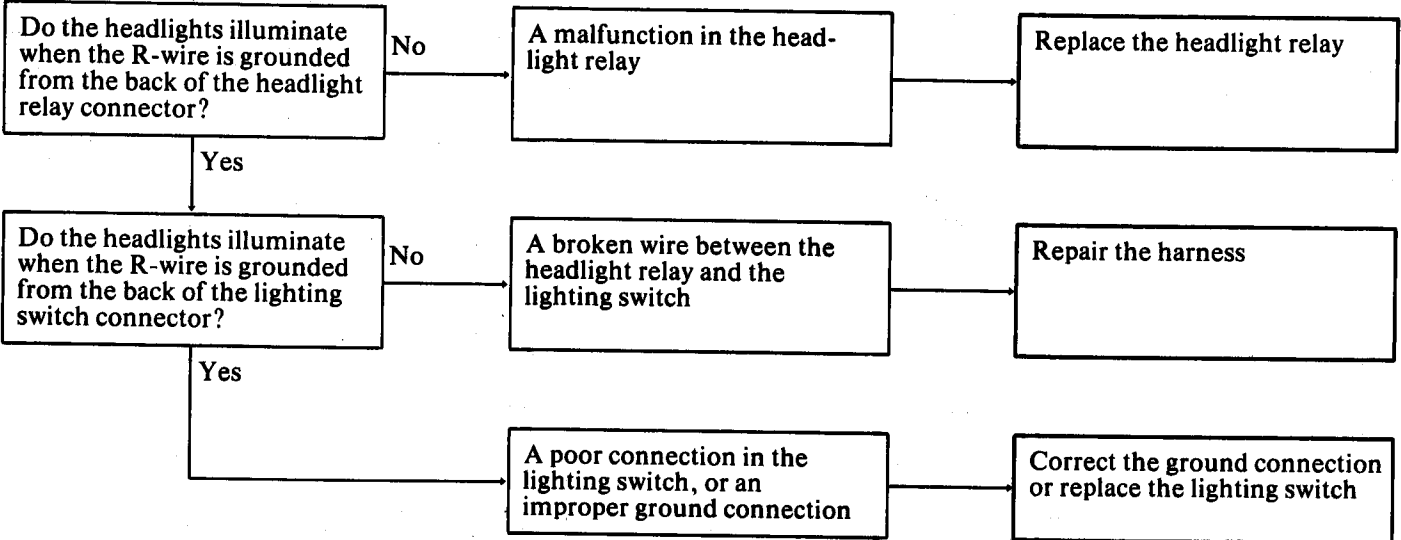 Do the headlights illuminate
when the R-wire is grounded
from the back of the headlight
relay connector?
No
A malfunction in the head-
light relay
Replace the headlight relay
Yes
Do the headlights illuminate
when the R-wire is grounded
from the back of the lighting
switch connector?
No
A broken wire between the
headlight relay and the
lighting switch
Repair the harness
Yes
A poor connection in the
lighting switch, or an
improper ground connection
Correct the ground connection
or replace the lighting switch